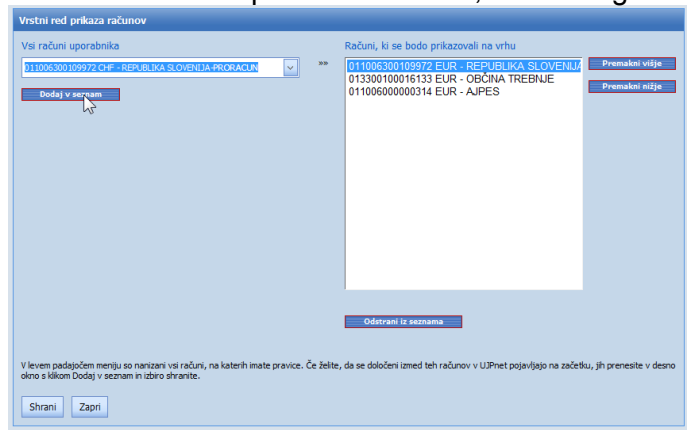 Vrstni red prikaza računov
Vsi računi uporabnika
Računi, ki se bodo prikazovali na vrhu
011006300109972 CHF - REPUBLIKA SLOVENIJA-PRORACUN
»»
011006300109972 EUR - REPUBLIKA SLOVENIJA
013300100016133 EUR - OBČINA TREBNJE
011006000000314 EUR - AJPES
Premakni višje
Premakni nižje
Dodaj v seznam
Odstrani iz seznama
V levem padajočem meniju so nanizani vsi računi, na katerih imate pravice. Če želite, da se določeni izmed teh računov v UJPnet pojavljajo na začetku, jih prenesite v desno
okno s klikom Dodaj v seznam in izbiro shranite.
Shrani
Zapri